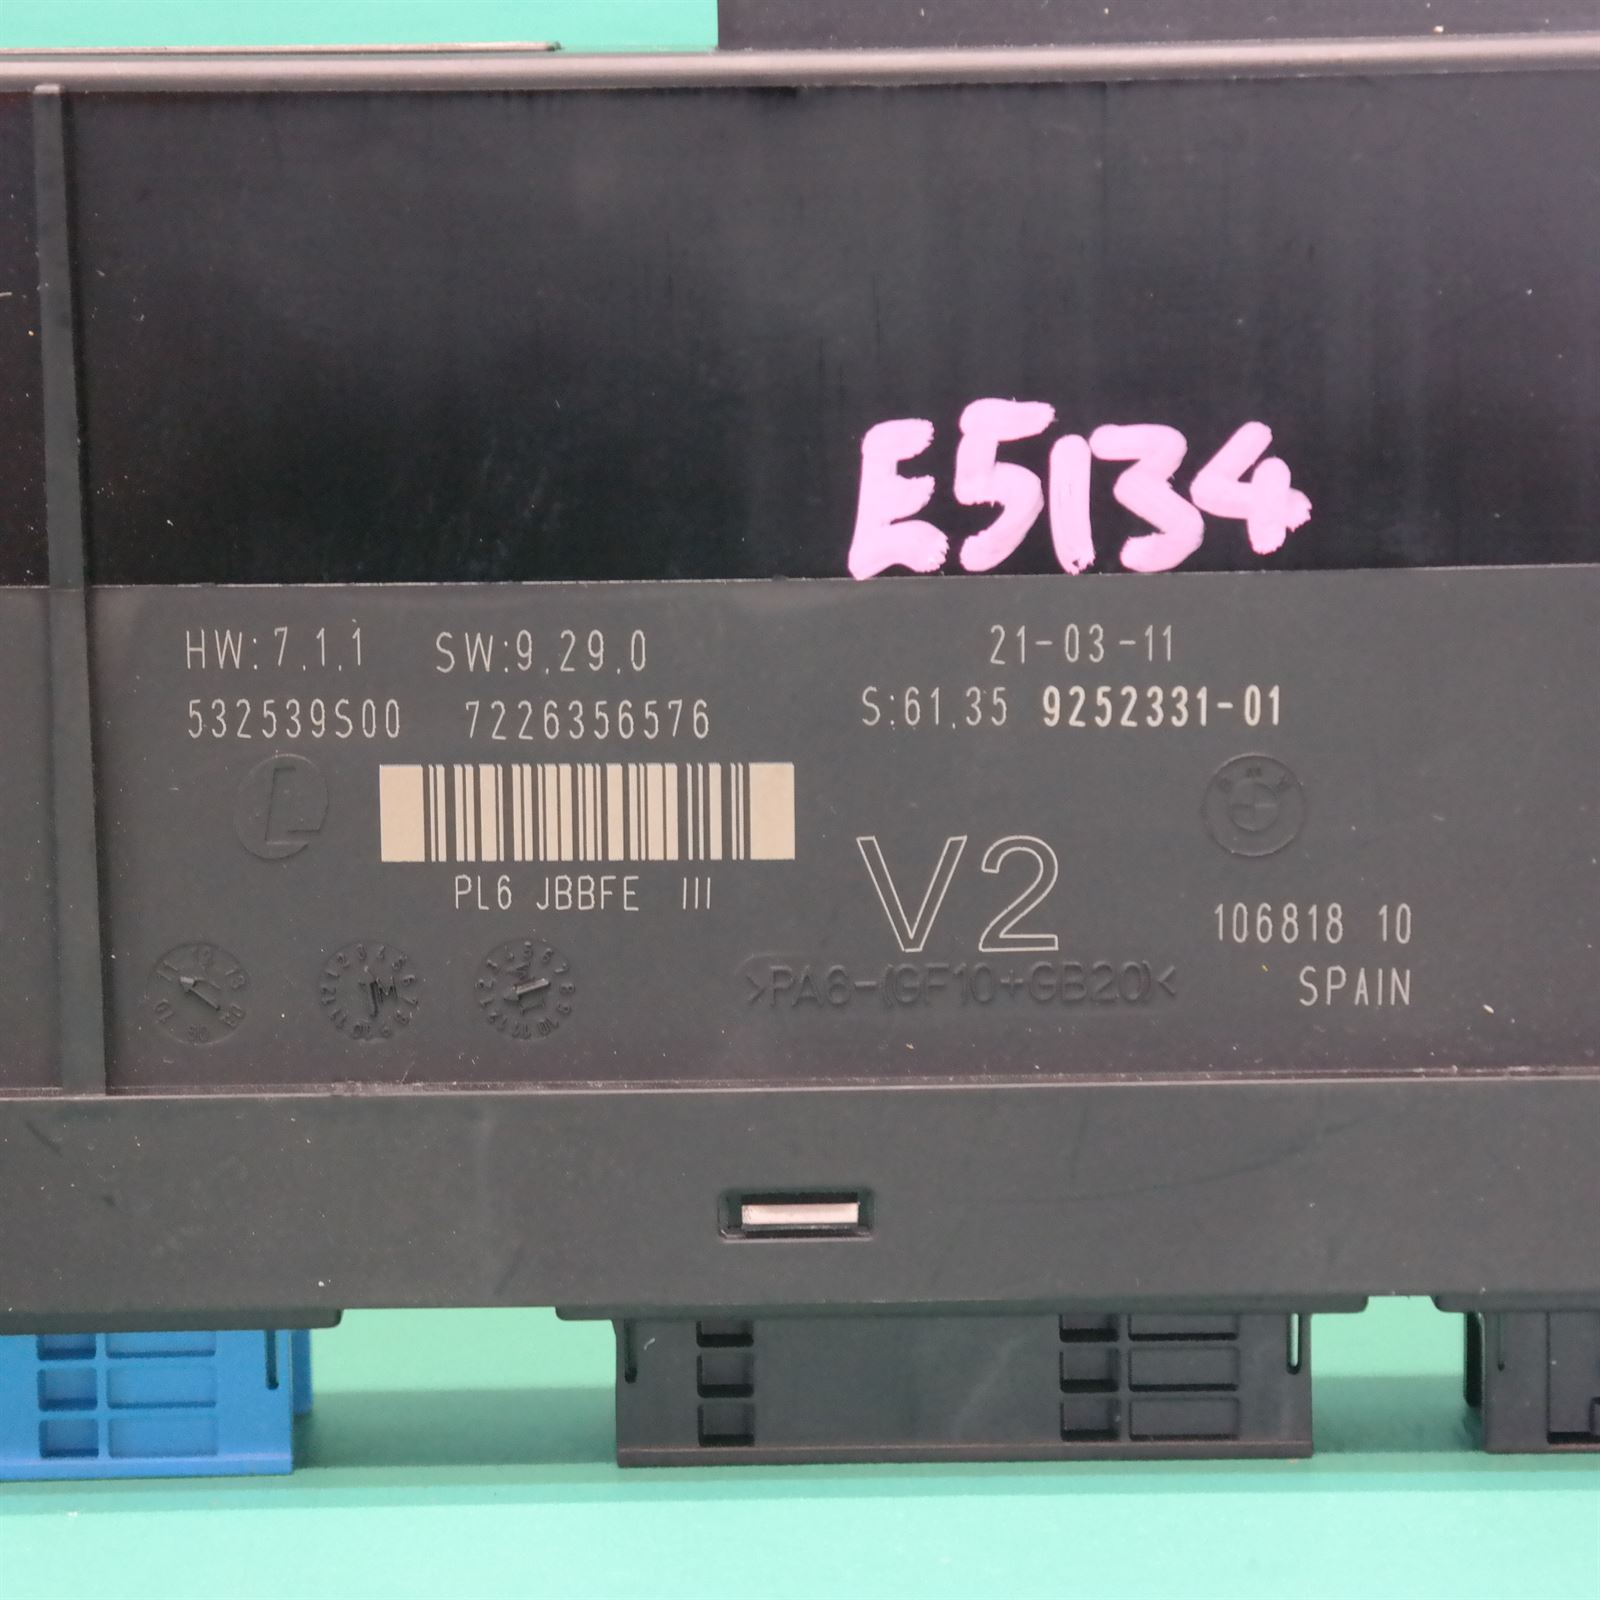 E5134
HW:7.1.1 SW:9.29.0
21-03-11
532539S00 7226356576
S:61.35 9252331-01
PL6 JBBFE III
V2
106818 10
SPAIN
JM
>PA6-(GF10+GB20)<